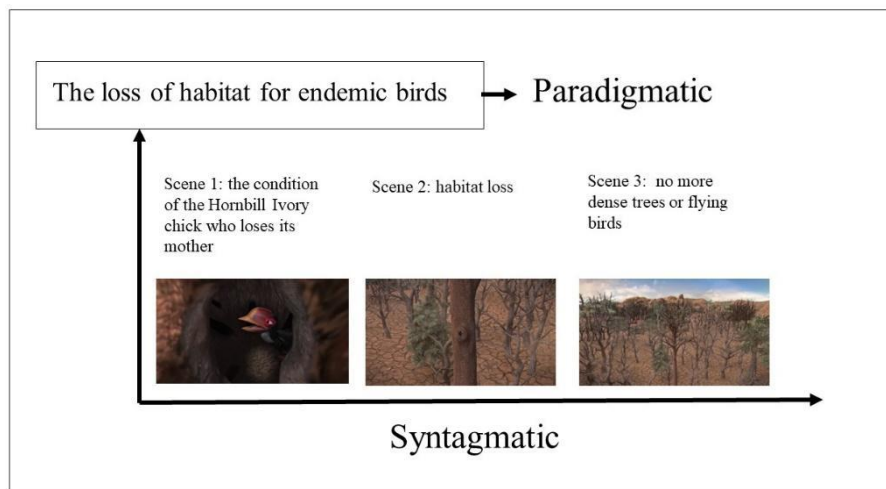 The loss of habitat for endemic birds
Paradigmatic
Scene 1: the condition
of the Hornbill Ivory
chick who loses its
mother
Scene 2: habitat loss
Scene 3:  no more
dense trees or flying
birds
Syntagmatic